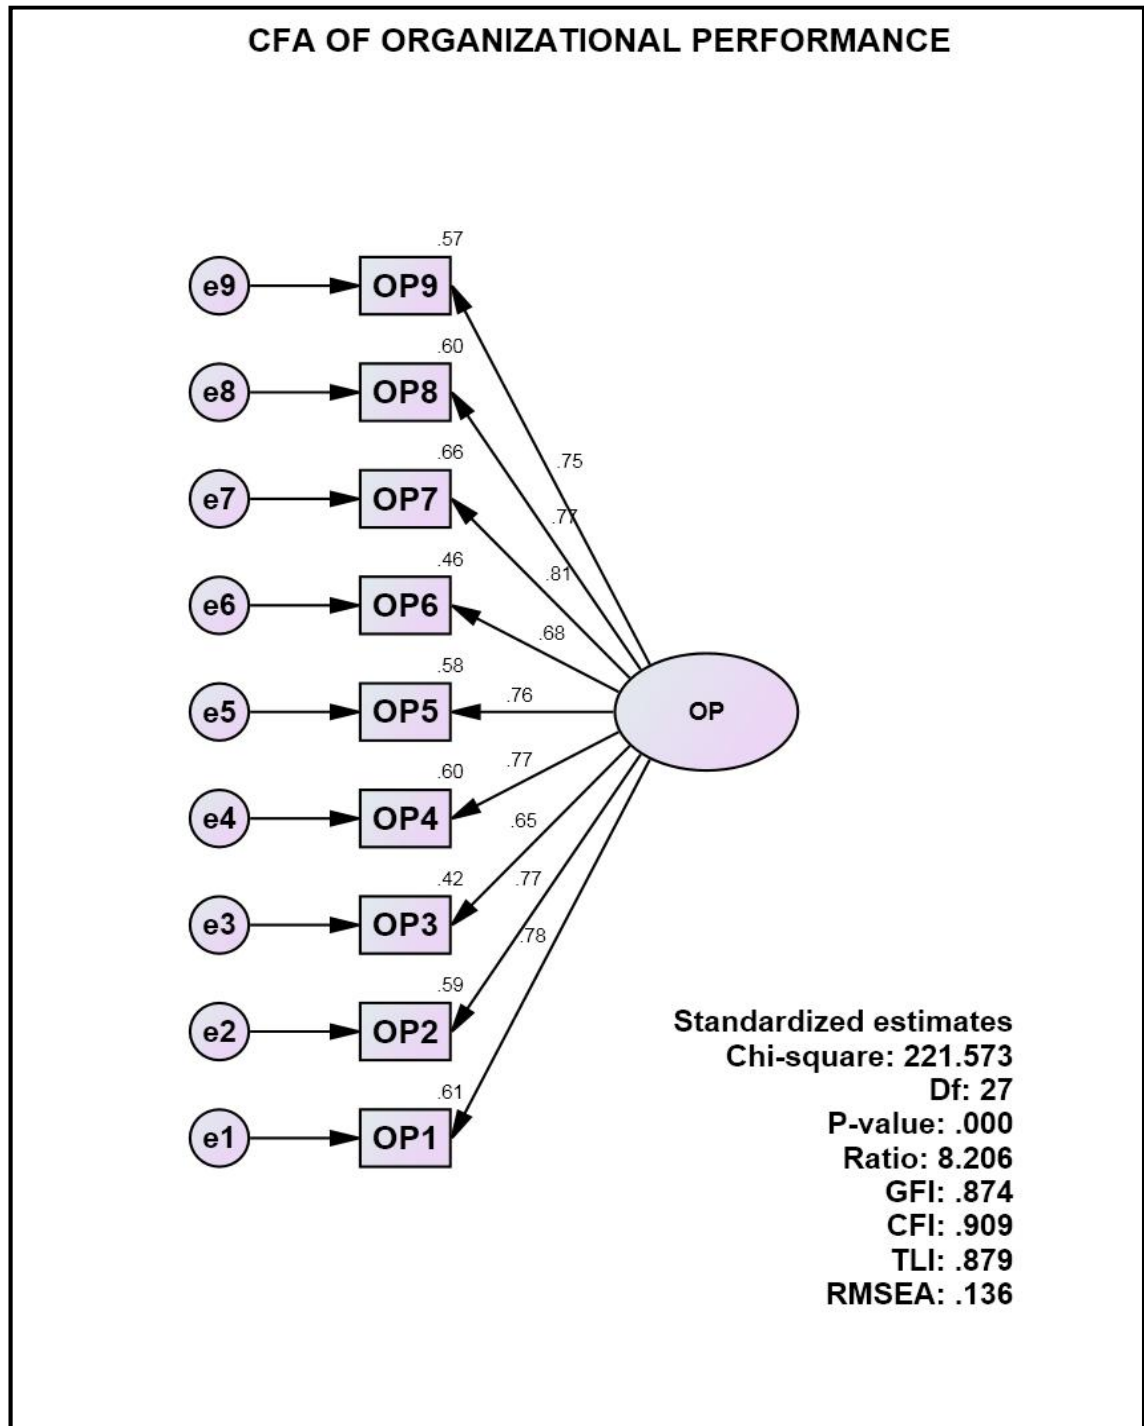 CFA OF ORGANIZATIONAL PERFORMANCE
.57
e9 OP9
.60
e8 OP8
.75
.66
e7 OP7
.77
.46
.81
e6 OP6
.68
.58
e5 OP5 .76 OP
.60
.77
e4 OP4
.65
.42
.77
e3 OP3
.78
.59
e2 OP2
.61
e1 OP1
Standardized estimates
Chi-square: 221.573
Df: 27
P-value: .000
Ratio: 8.206
GFI: .874
CFI: .909
TLI: .879
RMSEA: .136